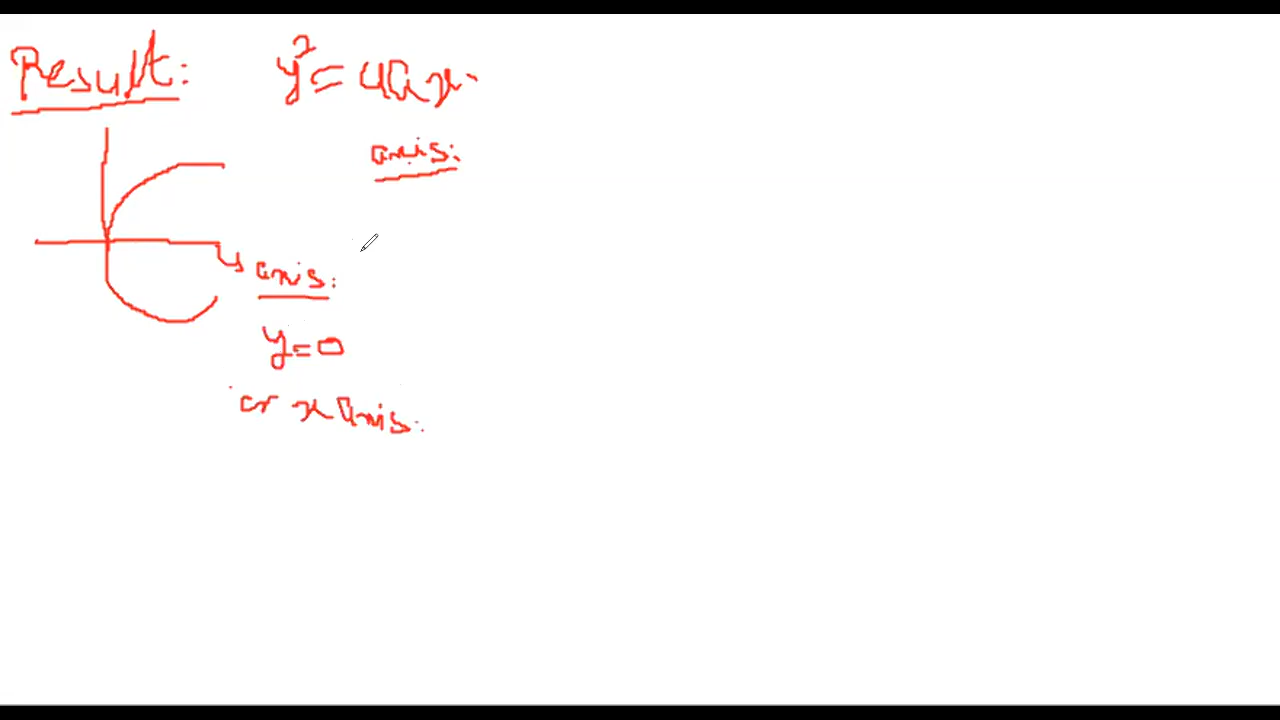 Result: y² = 4ax.
axis:
axis:
y=0
or x axis.